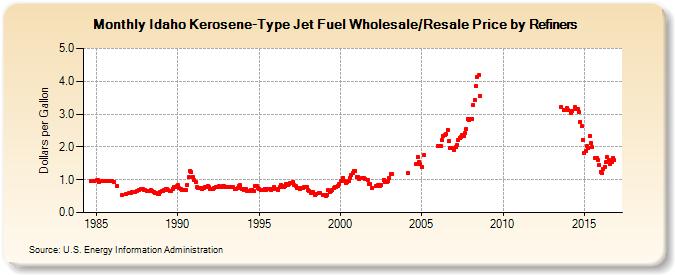 Monthly Idaho Kerosene-Type Jet Fuel Wholesale/Resale Price by Refiners
Dollars per Gallon
5.0
4.0
3.0
2.0
1.0
0.0
1985 1990 1995 2000 2005 2010 2015
Source: U.S. Energy Information Administration